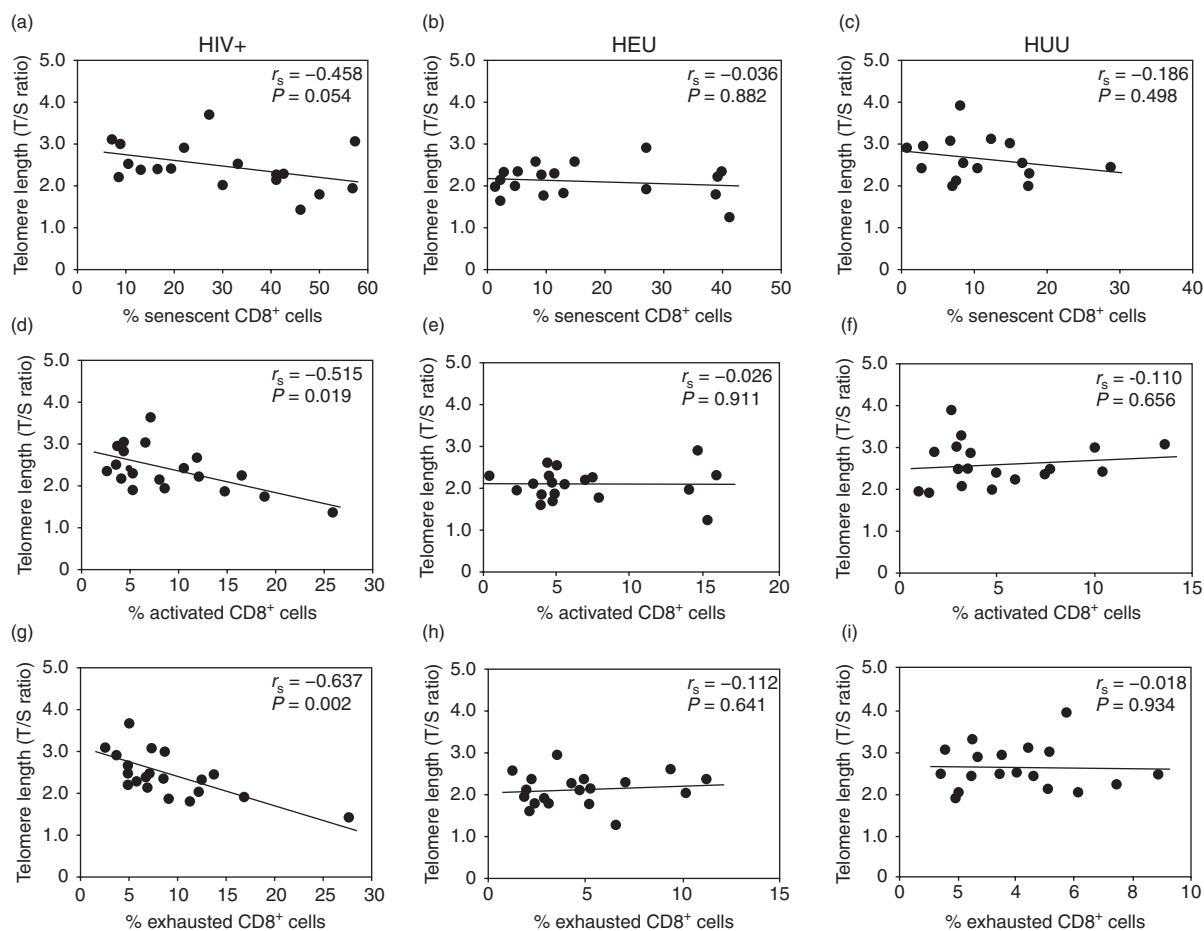 (a)
HIV+
5.0
4.0
3.0
2.0
1.0
0
Telomere length (T/S ratio)
rs = −0.458
P = 0.054
0 10 20 30 40 50 60
% senescent CD8+ cells
(b)
HEU
5.0
4.0
3.0
2.0
1.0
0
Telomere length (T/S ratio)
rs = −0.036
P = 0.882
0 10 20 30 40 50
% senescent CD8+ cells
(c)
HUU
5.0
4.0
3.0
2.0
1.0
0
Telomere length (T/S ratio)
rs = −0.186
P = 0.498
0 10 20 30 40
% senescent CD8+ cells
(d)
5.0
4.0
3.0
2.0
1.0
0
Telomere length (T/S ratio)
rs = −0.515
P = 0.019
0 5 10 15 20 25 30
% activated CD8+ cells
(e)
5.0
4.0
3.0
2.0
1.0
0
Telomere length (T/S ratio)
rs = −0.026
P = 0.911
0 5 10 15 20
% activated CD8+ cells
(f)
5.0
4.0
3.0
2.0
1.0
0
Telomere length (T/S ratio)
rs = -0.110
P = 0.656
0 5 10 15
% activated CD8+ cells
(g)
5.0
4.0
3.0
2.0
1.0
0
Telomere length (T/S ratio)
rs = −0.637
P = 0.002
0 5 10 15 20 25 30
% exhausted CD8+ cells
(h)
5.0
4.0
3.0
2.0
1.0
0
Telomere length (T/S ratio)
rs = −0.112
P = 0.641
0 5 10 15
% exhausted CD8+ cells
(i)
5.0
4.0
3.0
2.0
1.0
0
Telomere length (T/S ratio)
rs = −0.018
P = 0.934
0 5 4 6 8 10
% exhausted CD8+ cells